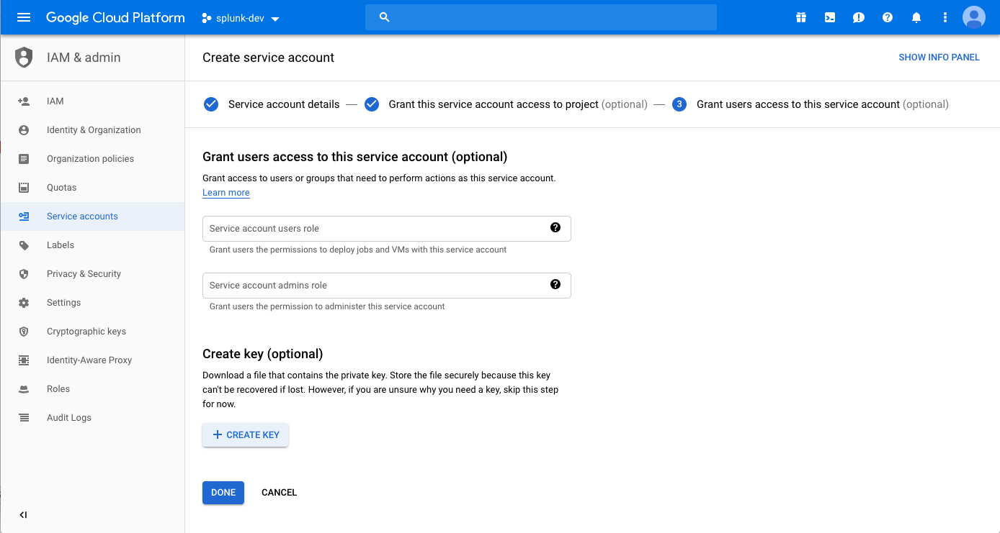 Google Cloud Platform
splunk-dev
IAM & admin
Create service account
SHOW INFO PANEL
Service account details
Grant this service account access to project (optional)
3
Grant users access to this service account (optional)
IAM
Identity & Organization
Organization policies
Quotas
Service accounts
Labels
Privacy & Security
Settings
Cryptographic keys
Identity-Aware Proxy
Roles
Audit Logs
Grant users access to this service account (optional)
Grant access to users or groups that need to perform actions as this service account.
Learn more
Service account users role
Grant users the permissions to deploy jobs and VMs with this service account
Service account admins role
Grant users the permission to administer this service account
Create key (optional)
Download a file that contains the private key. Store the file securely because this key
can't be recovered if lost. However, if you are unsure why you need a key, skip this step
for now.
CREATE KEY
DONE
CANCEL